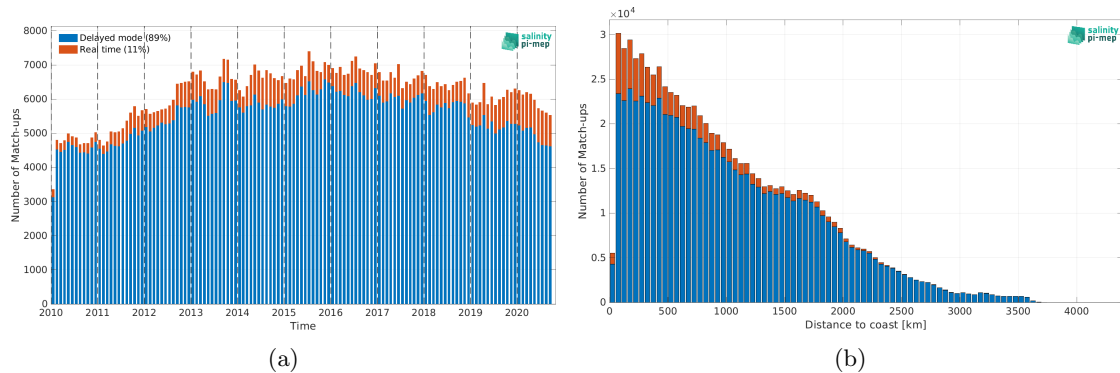 8000
7000
6000
5000
4000
3000
2000
1000
0
Number of Match-ups
Delayed mode (89%)
Real time (11%)
salinity
pi-mep
2010 2011 2012 2013 2014 2015 2016 2017 2018 2019 2020
Time
(a)
×10⁴
3
2.5
2
1.5
1
0.5
0
Number of Match-ups
salinity
pi-mep
0 500 1000 1500 2000 2500 3000 3500 4000
Distance to coast [km]
(b)